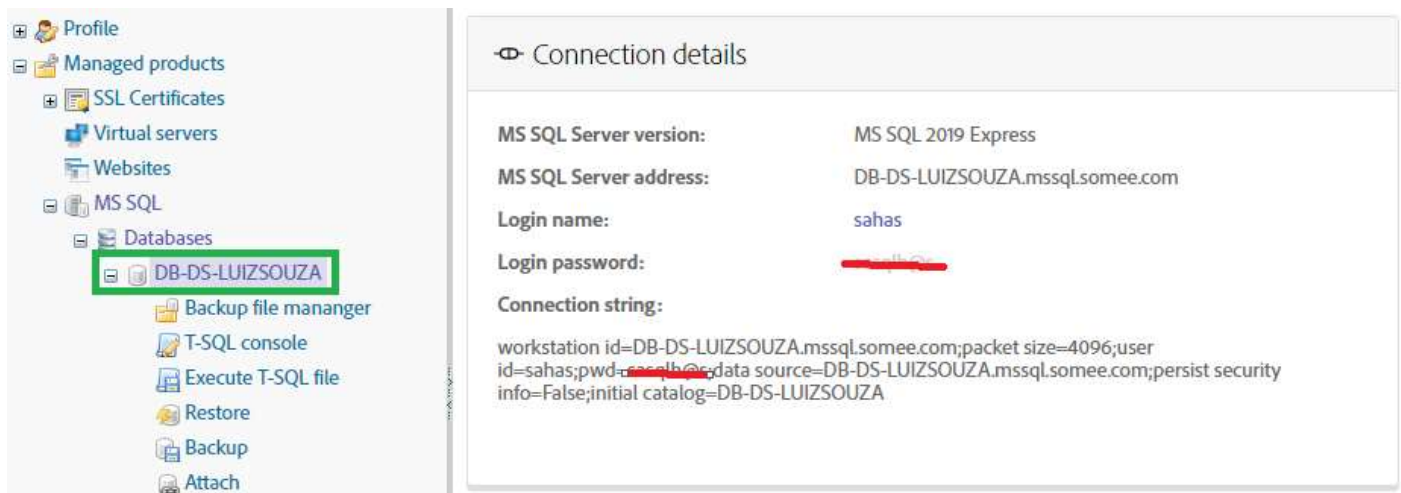 Profile
Managed products
SSL Certificates
Virtual servers
Websites
MS SQL
Databases
DB-DS-LUIZSOUZA
Backup file mananger
T-SQL console
Execute T-SQL file
Restore
Backup
Attach
Connection details
MS SQL Server version: MS SQL 2019 Express
MS SQL Server address: DB-DS-LUIZSOUZA.mssql.somee.com
Login name: sahas
Login password:
Connection string:
workstation id=DB-DS-LUIZSOUZA.mssql.somee.com;packet size=4096;user
id=sahas;pwd= data source=DB-DS-LUIZSOUZA.mssql.somee.com;persist security
info=False;initial catalog=DB-DS-LUIZSOUZA